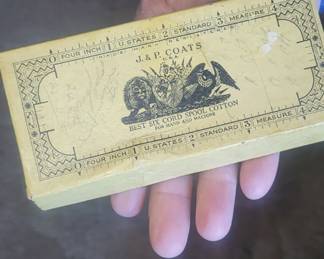 0 FOUR INCH 1 U. STATES 2 STANDARD 3 MEASURE 4
J. & P. COATS
BEST SIX CORD SPOOL COTTON
FOR HAND AND MACHINE
0 FOUR INCH 1 U. STATES 2 STANDARD 3 MEASURE 4